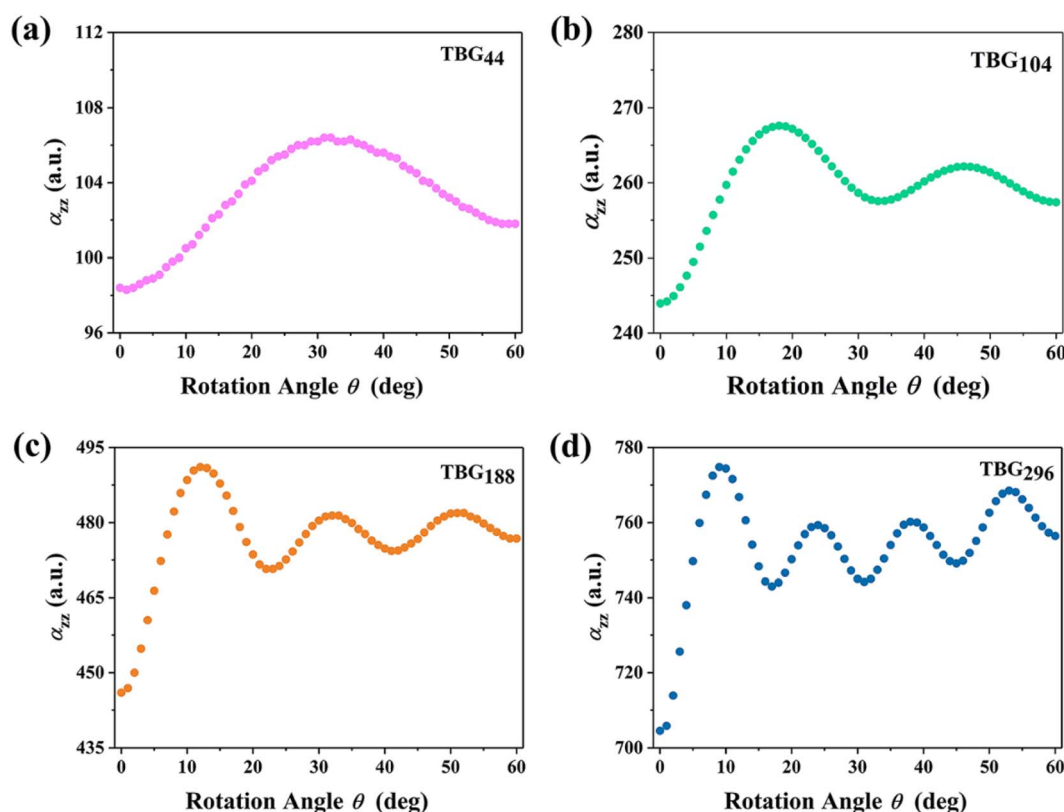 (a)
TBG44
112
108
104
100
96
αzz (a.u.)
0 10 20 30 40 50 60
Rotation Angle θ (deg)
(b)
TBG104
270
260
250
240
αzz (a.u.)
0 10 20 30 40 50 60
Rotation Angle θ (deg)
(c)
TBG188
495
480
465
450
435
αzz (a.u.)
0 10 20 30 40 50 60
Rotation Angle θ (deg)
(d)
TBG296
780
760
740
720
700
αzz (a.u.)
0 10 20 30 40 50 60
Rotation Angle θ (deg)